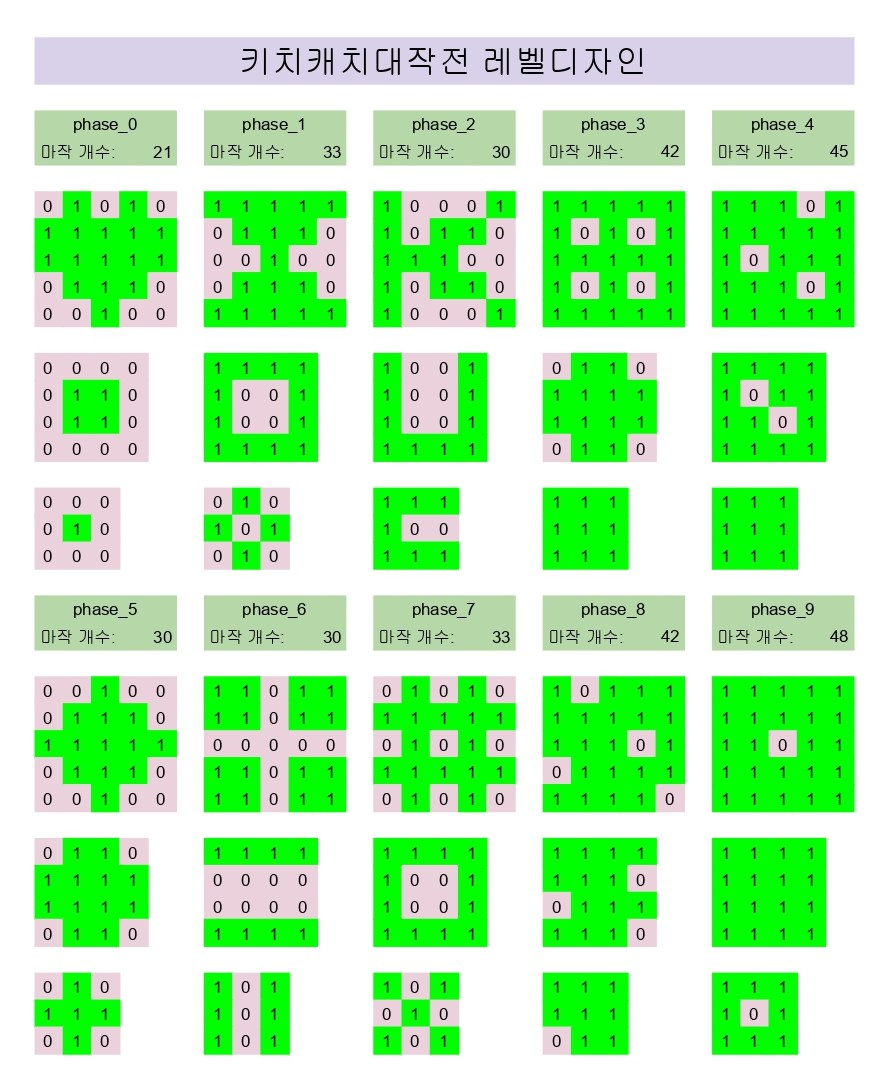 키치캐치대작전 레벨디자인
phase_0 phase_1 phase_2 phase_3 phase_4
마작 개수: 21 마작 개수: 33 마작 개수: 30 마작 개수: 42 마작 개수: 45
0 1 0 1 0 1 1 1 1 1 1 0 0 0 1 1 1 1 1 1 1 1 1 0 1
1 1 1 1 1 0 1 1 1 0 1 0 1 1 0 1 0 1 0 1 1 1 1 1 1
1 1 1 1 1 0 0 1 0 0 1 1 1 0 0 1 1 1 1 1 1 0 1 1 1
0 1 1 1 0 0 1 1 1 0 1 0 1 1 0 1 0 1 0 1 1 1 1 0 1
0 0 1 0 0 1 1 1 1 1 1 0 0 0 1 1 1 1 1 1 1 1 1 1 1
0 0 0 0 1 1 1 1 1 0 0 1 0 1 1 0 1 1 1 1
0 1 1 0 1 0 0 1 1 0 0 1 1 1 1 1 1 0 1 1
0 1 1 0 1 0 0 1 1 0 0 1 1 1 1 1 1 1 0 1
0 0 0 0 1 1 1 1 1 1 1 1 0 1 1 0 1 1 1 1
0 0 0 0 1 0 1 1 1 1 1 1 1 1 1
0 1 0 1 0 1 1 0 0 1 1 1 1 1 1
0 0 0 0 1 0 1 1 1 1 1 1 1 1 1
phase_5 phase_6 phase_7 phase_8 phase_9
마작 개수: 30 마작 개수: 30 마작 개수: 33 마작 개수: 42 마작 개수: 48
0 0 1 0 0 1 1 0 1 1 0 1 0 1 0 1 0 1 1 1 1 1 1 1 1
0 1 1 1 0 1 1 0 1 1 1 1 1 1 1 1 1 1 1 1 1 1 1 1 1
1 1 1 1 1 0 0 0 0 0 0 1 0 1 0 1 1 1 0 1 1 1 0 1 1
0 1 1 1 0 1 1 0 1 1 1 1 1 1 1 0 1 1 1 1 1 1 1 1 1
0 0 1 0 0 1 1 0 1 1 0 1 0 1 0 1 1 1 1 0 1 1 1 1 1
0 1 1 0 1 1 1 1 1 1 1 1 1 1 1 1 1 1 1 1
1 1 1 1 0 0 0 0 1 0 0 1 1 1 1 0 1 1 1 1
1 1 1 1 0 0 0 0 1 0 0 1 0 1 1 1 1 1 1 1
0 1 1 0 1 1 1 1 1 1 1 1 1 1 1 0 1 1 1 1
0 1 0 1 0 1 1 0 1 1 1 1 1 1 1
1 1 1 1 0 1 0 1 0 1 1 1 1 0 1
0 1 0 1 0 1 1 0 1 0 1 1 1 1 1